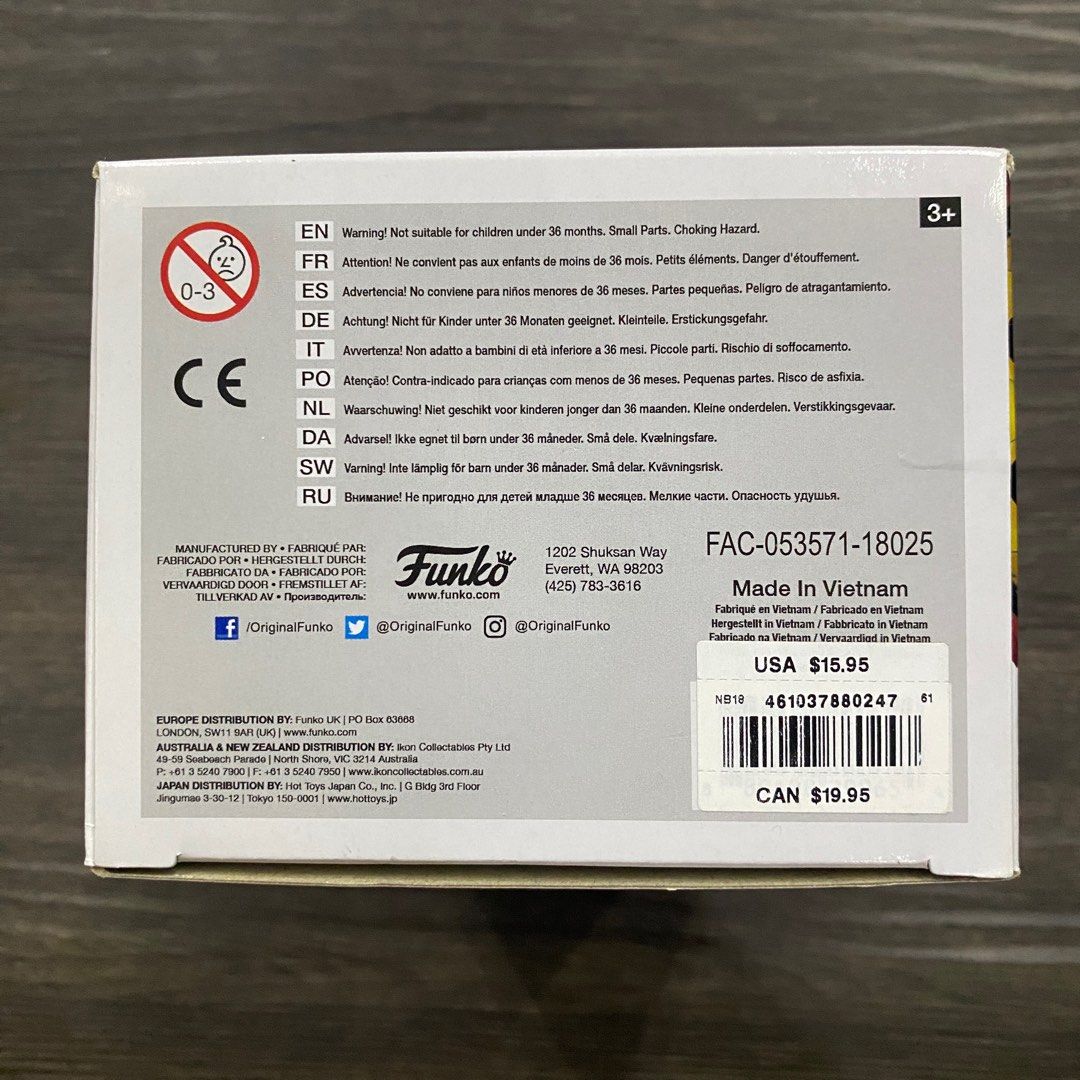 3+
0-3
CE
EN Warning! Not suitable for children under 36 months. Small Parts. Choking Hazard.
FR Attention! Ne convient pas aux enfants de moins de 36 mois. Petits éléments. Danger d'étouffement.
ES Advertencia! No conviene para niños menores de 36 meses. Partes pequeñas. Peligro de atragantamiento.
DE Achtung! Nicht für Kinder unter 36 Monaten geeignet. Kleinteile. Erstickungsgefahr.
IT Avvertenza! Non adatto a bambini di età inferiore a 36 mesi. Piccole parti. Rischio di soffocamento.
PO Atenção! Contra-indicado para crianças com menos de 36 meses. Pequenas partes. Risco de asfixia.
NL Waarschuwing! Niet geschikt voor kinderen jonger dan 36 maanden. Kleine onderdelen. Verstikkingsgevaar.
DA Advarsel! Ikke egnet til børn under 36 måneder. Små dele. Kvælningsfare.
SW Varning! Inte lämplig för barn under 36 månader. Små delar. Kvävningsrisk.
RU Внимание! Не пригодно для детей младше 36 месяцев. Мелкие части. Опасность удушья.
MANUFACTURED BY • FABRIQUÉ PAR:
FABRICADO POR • HERGESTELLT DURCH:
FABBRICATO DA • FABRICADO POR:
VERVAARDIGD DOOR • FREMSTILLET AF:
TILLVERKAD AV • Производитель:
Funko
www.funko.com
1202 Shuksan Way
Everett, WA 98203
(425) 783-3616
/OriginalFunko @OriginalFunko @OriginalFunko
FAC-053571-18025
Made In Vietnam
Fabriqué en Vietnam / Fabricado en Vietnam
Hergestellt in Vietnam / Fabbricato in Vietnam
Fabricado na Vietnam / Vervaardigd in Vietnam
USA $15.95
NB18 461037880247 61
CAN $19.95
EUROPE DISTRIBUTION BY: Funko UK | PO Box 63668
LONDON, SW11 9AR (UK) | www.funko.com
AUSTRALIA & NEW ZEALAND DISTRIBUTION BY: Ikon Collectables Pty Ltd
49-59 Seabeach Parade | North Shore, VIC 3214 Australia
P: +61 3 5240 7900 | F: +61 3 5240 7950 | www.ikoncollectables.com.au
JAPAN DISTRIBUTION BY: Hot Toys Japan Co., Inc. | G Bldg 3rd Floor
Jingumae 3-30-12 | Tokyo 150-0001 | www.hottoys.jp